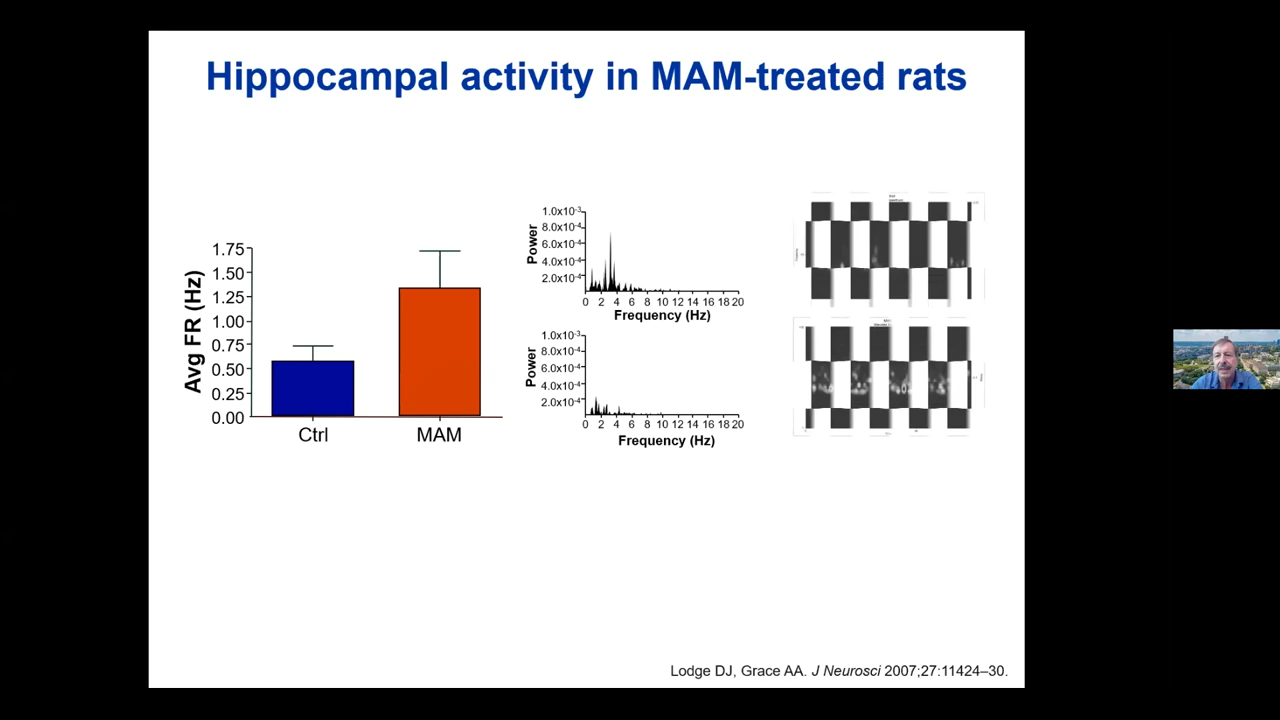 Hippocampal activity in MAM-treated rats
Avg FR (Hz)
1.75
1.50
1.25
1.00
0.75
0.50
0.25
0.00
Ctrl
MAM
Power
1.0x10-3
8.0x10-4
6.0x10-4
4.0x10-4
2.0x10-4
0 2 4 6 8 10 12 14 16 18 20
Frequency (Hz)
Power
1.0x10-3
8.0x10-4
6.0x10-4
4.0x10-4
2.0x10-4
0 2 4 6 8 10 12 14 16 18 20
Frequency (Hz)
Lodge DJ, Grace AA. J Neurosci 2007;27:11424–30.